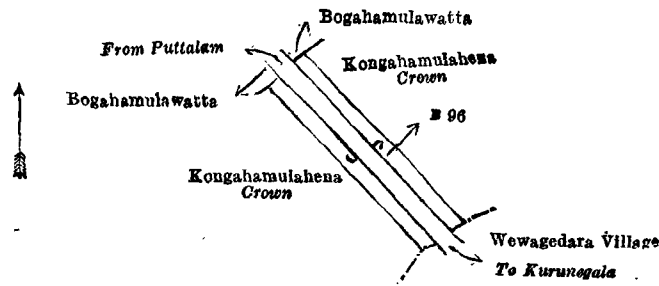 Bogahamulawatta
From Puttalam
Kongahamulahena
Crown
Bogahamulawatta
B 96
Kongahamulahena
Crown
Wewagedara Village
To Kurunegala